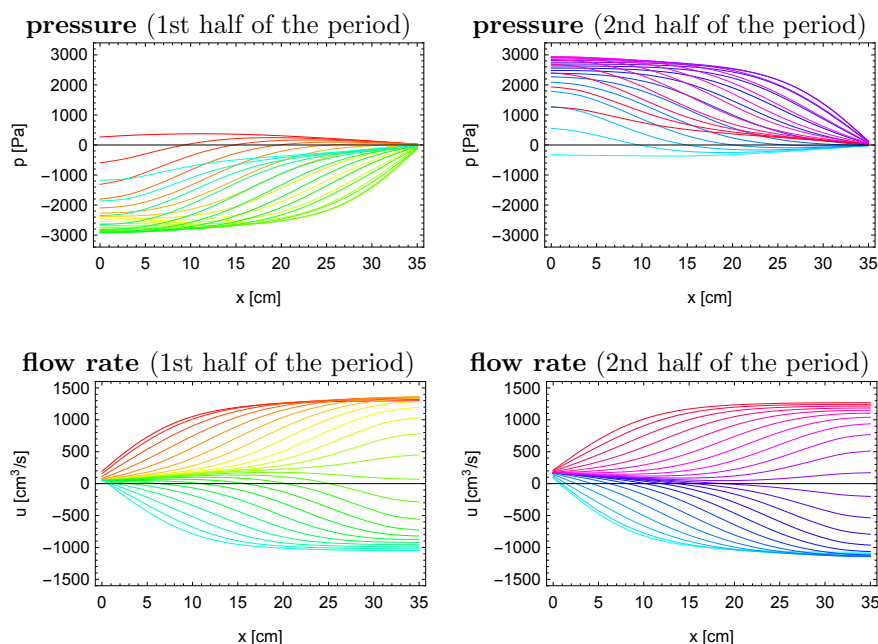 pressure (1st half of the period)
3000
2000
1000
0
−1000
−2000
−3000
p [Pa]
0 5 10 15 20 25 30 35
x [cm]
pressure (2nd half of the period)
3000
2000
1000
0
−1000
−2000
−3000
p [Pa]
0 5 10 15 20 25 30 35
x [cm]
flow rate (1st half of the period)
1500
1000
500
0
−500
−1000
−1500
u [cm³/s]
0 5 10 15 20 25 30 35
x [cm]
flow rate (2nd half of the period)
1500
1000
500
0
−500
−1000
−1500
u [cm³/s]
0 5 10 15 20 25 30 35
x [cm]